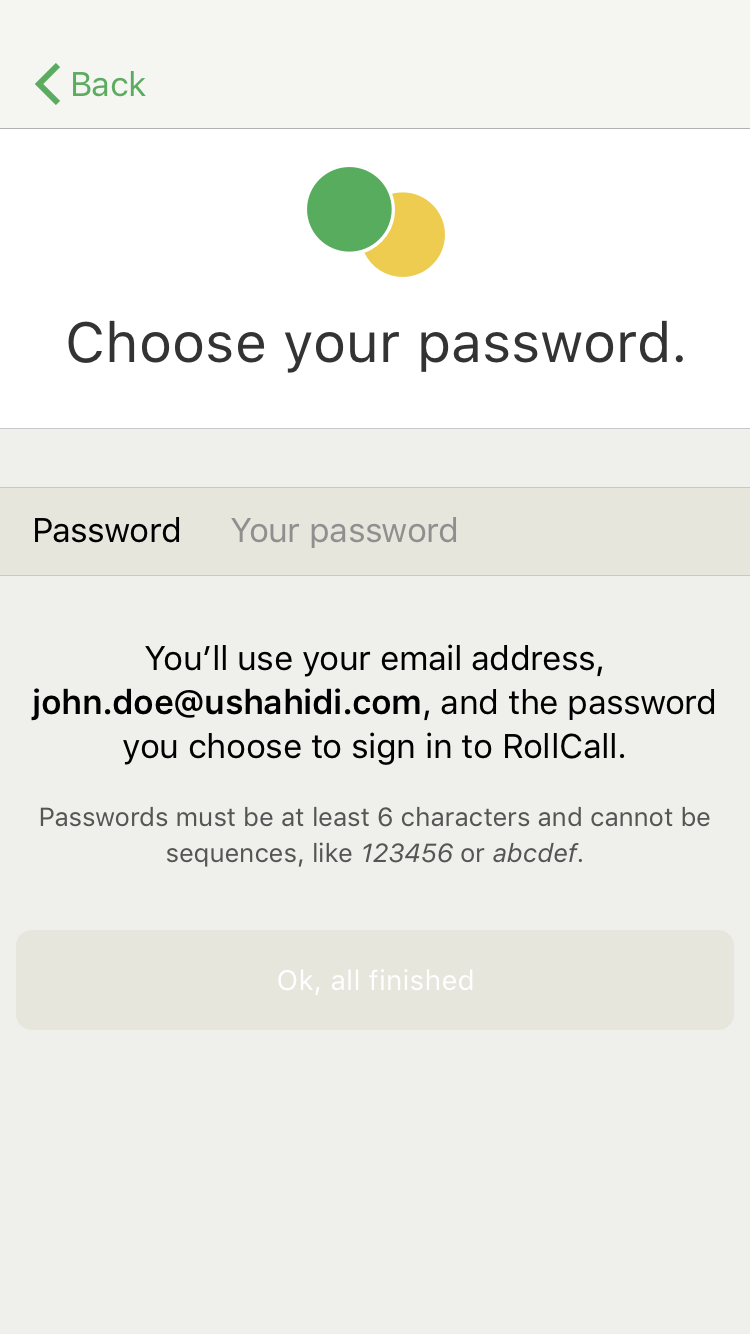 Back
Choose your password.
Password Your password
You’ll use your email address,
john.doe@ushahidi.com, and the password
you choose to sign in to RollCall.
Passwords must be at least 6 characters and cannot be
sequences, like 123456 or abcdef.
Ok, all finished